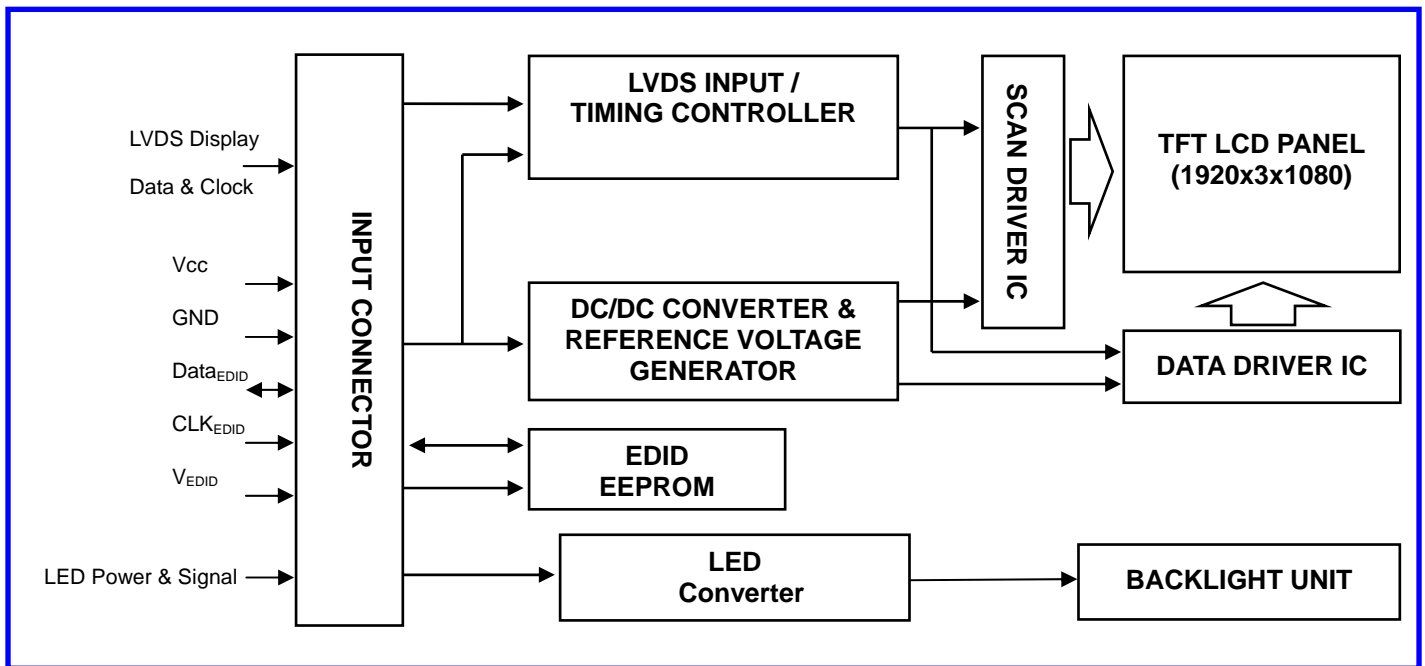 LVDS Display
Data & Clock
Vcc
GND
DataEDID
CLKEDID
VEDID
LED Power & Signal
INPUT CONNECTOR
LVDS INPUT /
TIMING CONTROLLER
DC/DC CONVERTER &
REFERENCE VOLTAGE
GENERATOR
EDID
EEPROM
LED
Converter
SCAN DRIVER IC
TFT LCD PANEL
(1920x3x1080)
DATA DRIVER IC
BACKLIGHT UNIT